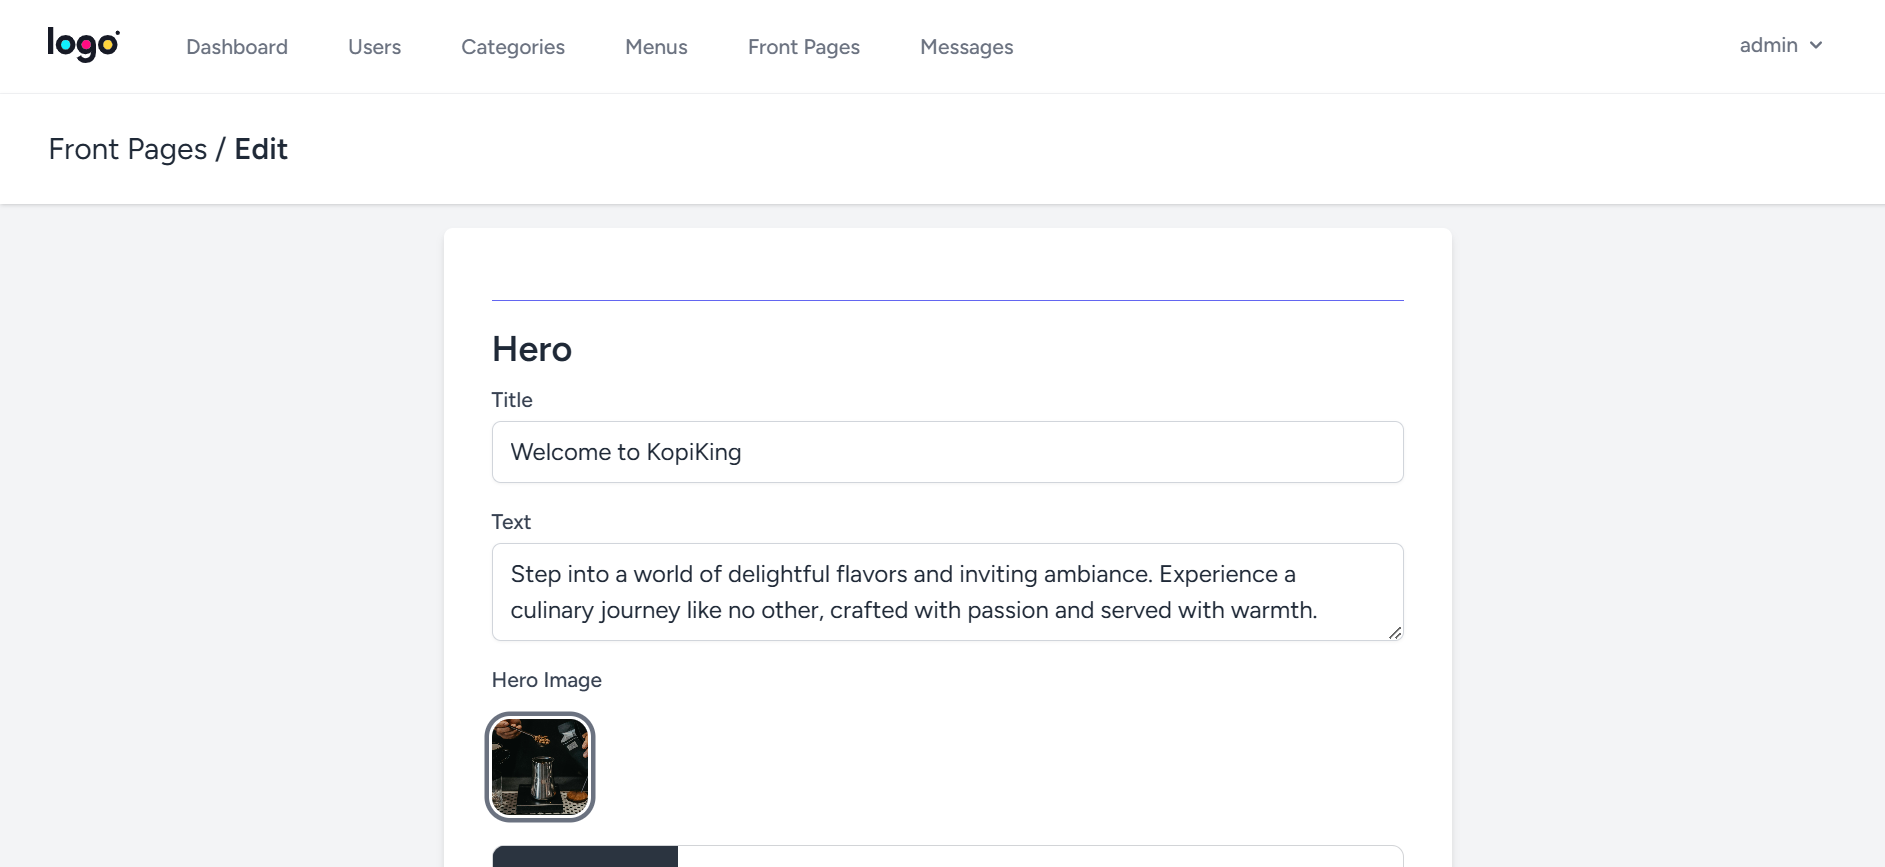 logo
Dashboard
Users
Categories
Menus
Front Pages
Messages
admin
Front Pages / Edit
Hero
Title
Welcome to KopiKing
Text
Step into a world of delightful flavors and inviting ambiance. Experience a
culinary journey like no other, crafted with passion and served with warmth.
Hero Image